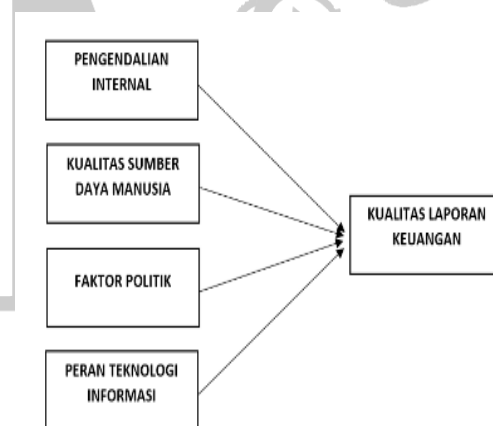 PENGENDALIAN
INTERNAL
KUALITAS SUMBER
DAYA MANUSIA
KUALITAS LAPORAN
KEUANGAN
FAKTOR POLITIK
PERAN TEKNOLOGI
INFORMASI